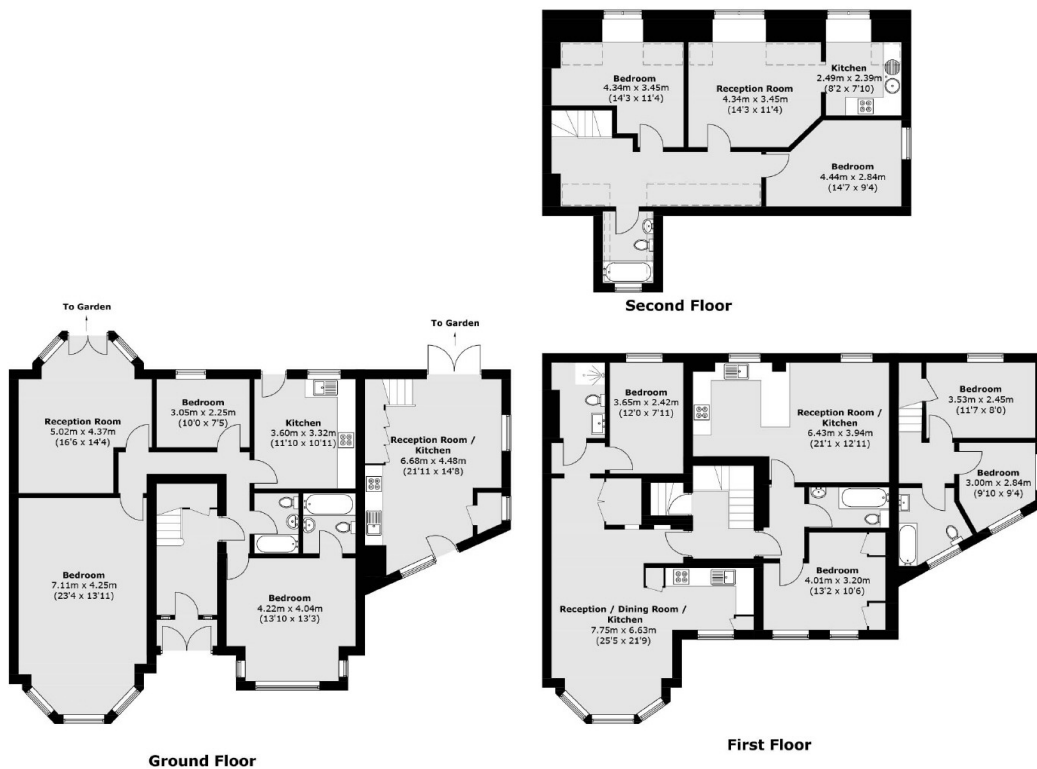 Bedroom
4.34m x 3.45m
(14'3 x 11'4)
Reception Room
4.34m x 3.45m
(14'3 x 11'4)
Kitchen
2.49m x 2.39m
(8'2 x 7'10)
Bedroom
4.44m x 2.84m
(14'7 x 9'4)
Second Floor
To Garden
To Garden
Reception Room
5.02m x 4.37m
(16'6 x 14'4)
Bedroom
3.05m x 2.25m
(10'0 x 7'5)
Kitchen
3.60m x 3.32m
(11'10 x 10'11)
Reception Room /
Kitchen
6.68m x 4.48m
(21'11 x 14'8)
Bedroom
7.11m x 4.25m
(23'4 x 13'11)
Bedroom
4.22m x 4.04m
(13'10 x 13'3)
Ground Floor
Bedroom
3.65m x 2.42m
(12'0 x 7'11)
Reception Room /
Kitchen
6.43m x 3.94m
(21'1 x 12'11)
Bedroom
3.53m x 2.45m
(11'7 x 8'0)
Bedroom
3.00m x 2.84m
(9'10 x 9'4)
Bedroom
4.01m x 3.20m
(13'2 x 10'6)
Reception / Dining Room /
Kitchen
7.75m x 6.63m
(25'5 x 21'9)
First Floor